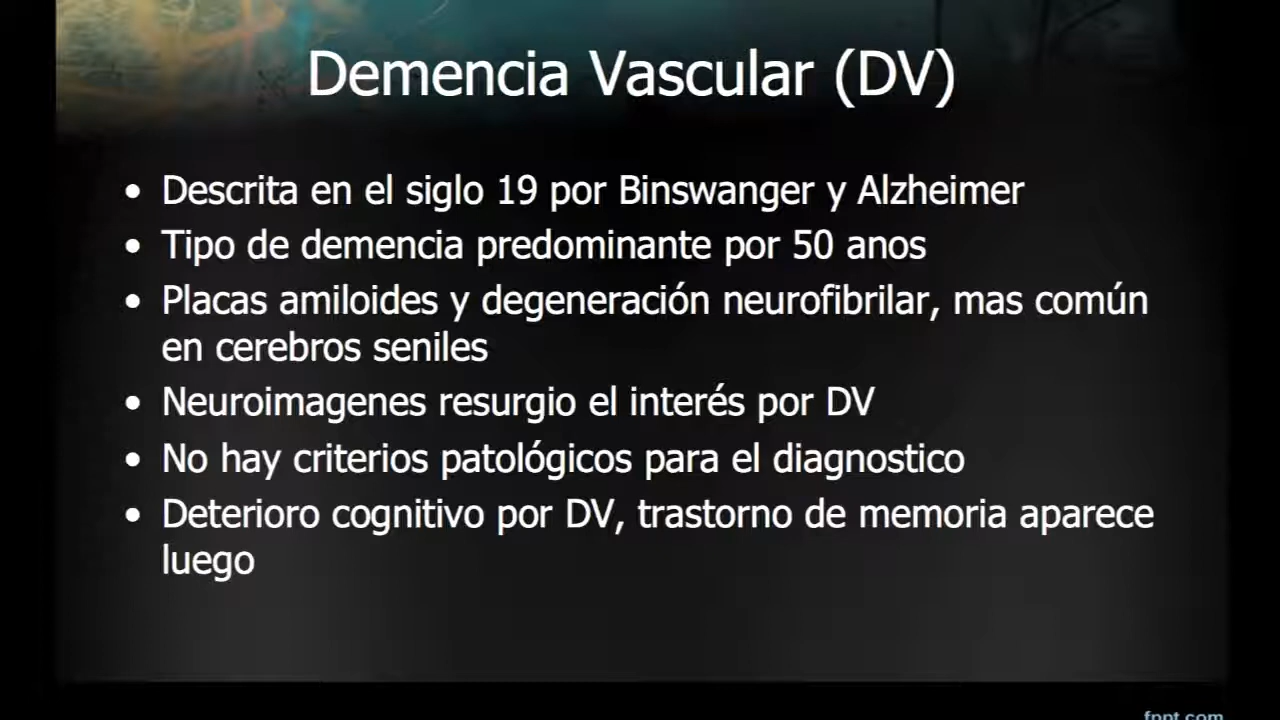 Demencia Vascular (DV)
• Descrita en el siglo 19 por Binswanger y Alzheimer
• Tipo de demencia predominante por 50 anos
• Placas amiloides y degeneración neurofibrilar, mas común
en cerebros seniles
• Neuroimagenes resurgio el interés por DV
• No hay criterios patológicos para el diagnostico
• Deterioro cognitivo por DV, trastorno de memoria aparece
luego
fppt.com